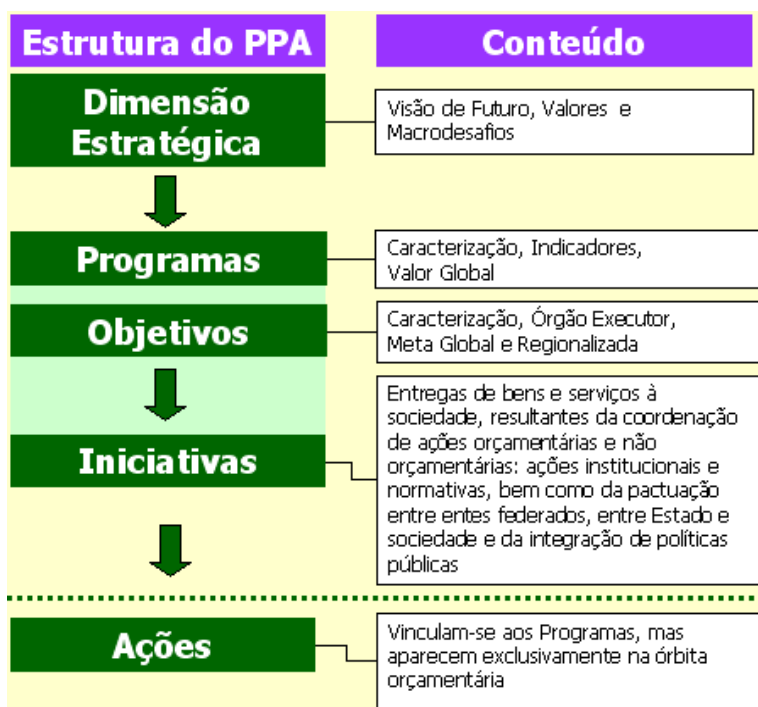 Estrutura do PPA
Conteúdo
Dimensão
Estratégica
Visão de Futuro, Valores e
Macrodesafios
Programas
Caracterização, Indicadores,
Valor Global
Objetivos
Caracterização, Órgão Executor,
Meta Global e Regionalizada
Iniciativas
Entregas de bens e serviços à
sociedade, resultantes da coordenação
de ações orçamentárias e não
orçamentárias: ações institucionais e
normativas, bem como da pactuação
entre entes federados, entre Estado e
sociedade e da integração de políticas
públicas
Ações
Vinculam-se aos Programas, mas
aparecem exclusivamente na órbita
orçamentária